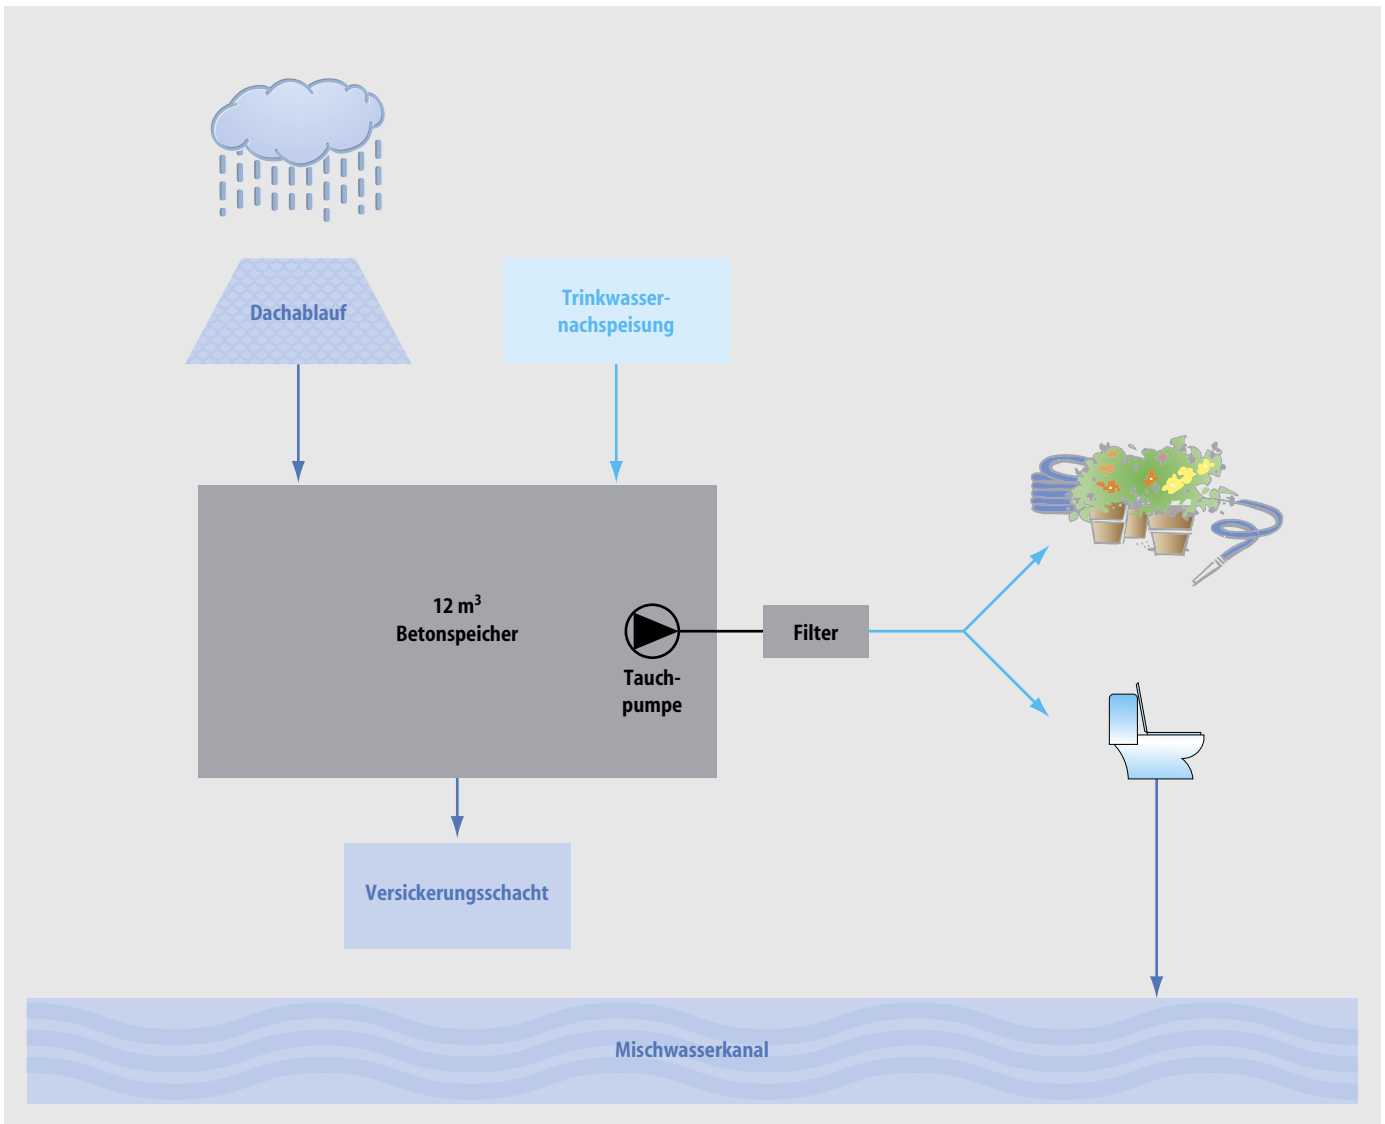 Dachablauf
Trinkwasser-
nachspeisung
12 m³
Betonspeicher
Tauch-
pumpe
Filter
Versickerungsschacht
Mischwasserkanal